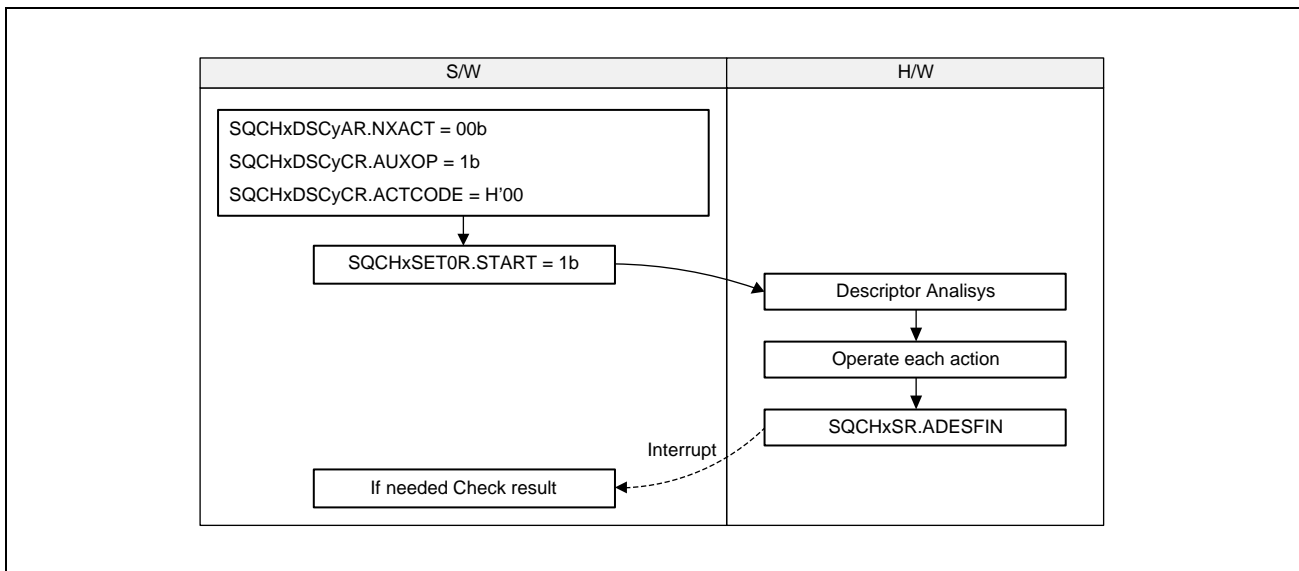 S/W
H/W
SQCHxDSCyAR.NXACT = 00b
SQCHxDSCyCR.AUXOP = 1b
SQCHxDSCyCR.ACTCODE = H'00
SQCHxSET0R.START = 1b
Descriptor Analisys
Operate each action
SQCHxSR.ADESFIN
Interrupt
If needed Check result